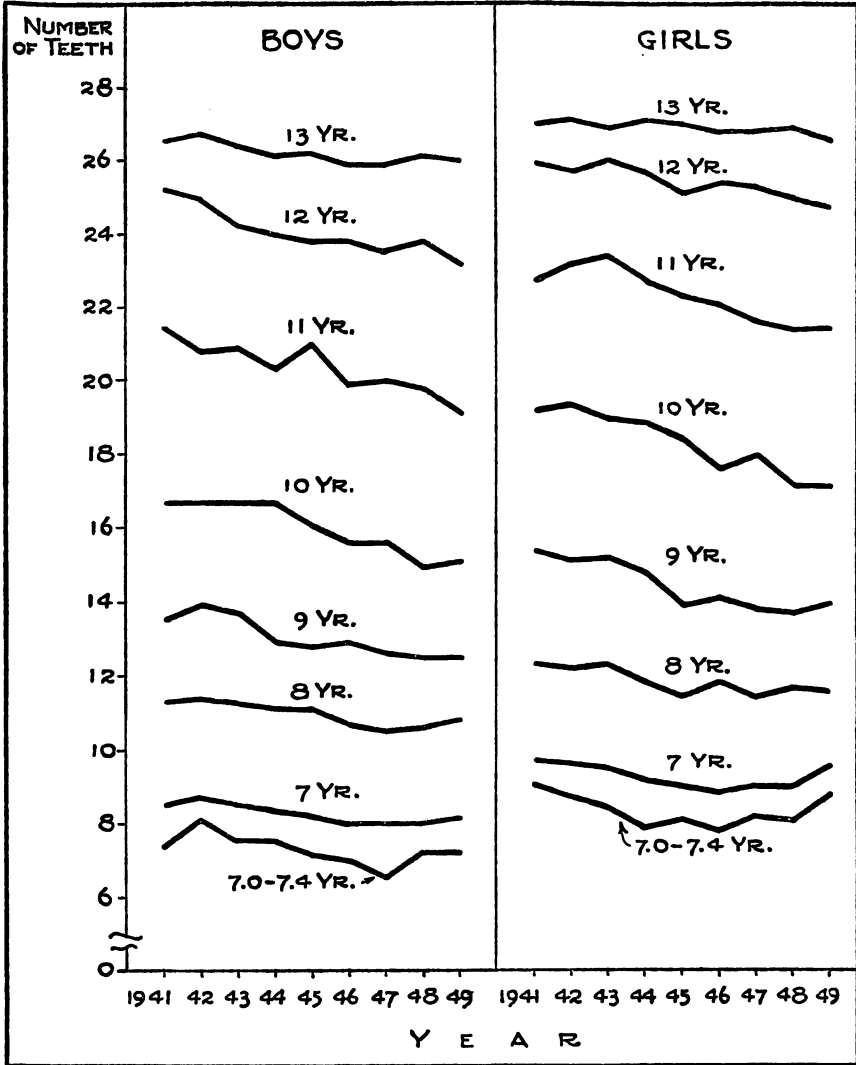 NUMBER
OF TEETH
BOYS
GIRLS
28
26
24
22
20
18
16
14
12
10
8
6
0
13 YR.
12 YR.
11 YR.
10 YR.
9 YR.
8 YR.
7 YR.
7.0-7.4 YR.
13 YR.
12 YR.
11 YR.
10 YR.
9 YR.
8 YR.
7 YR.
7.0-7.4 YR.
1941 42 43 44 45 46 47 48 49
1941 42 43 44 45 46 47 48 49
YEAR